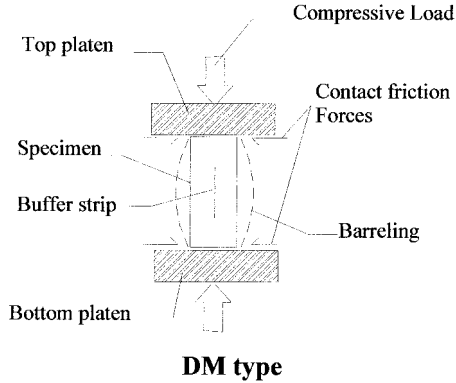 Compressive Load
Top platen
Contact friction
Forces
Specimen
Buffer strip
Barreling
Bottom platen
DM type